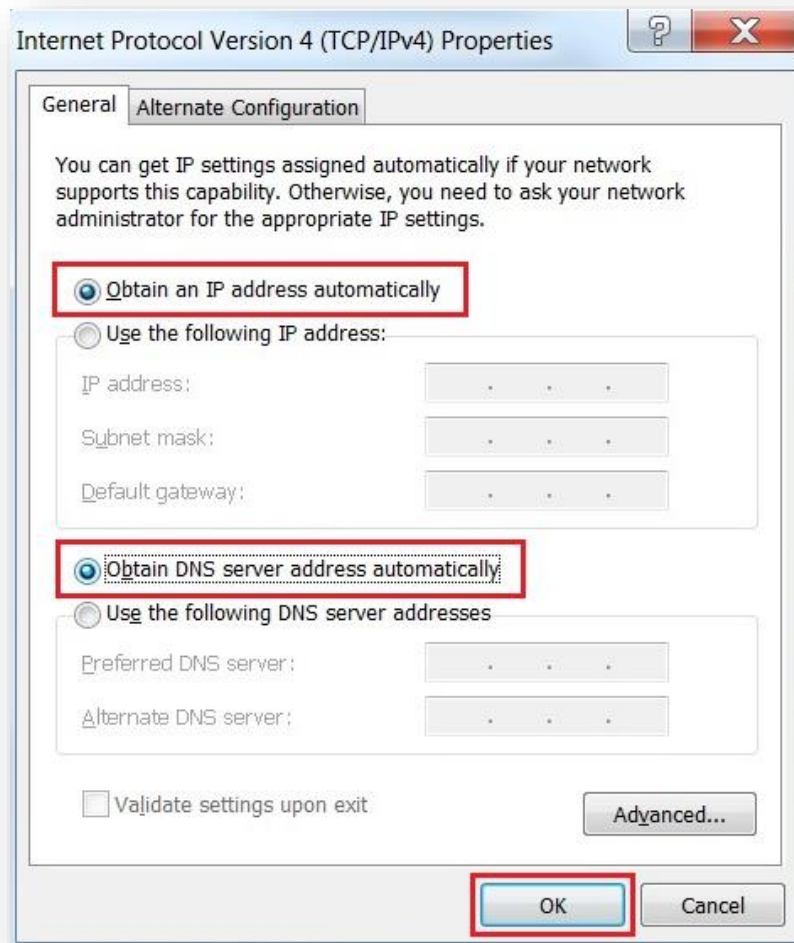 Internet Protocol Version 4 (TCP/IPv4) Properties
General
Alternate Configuration
You can get IP settings assigned automatically if your network
supports this capability. Otherwise, you need to ask your network
administrator for the appropriate IP settings.
Obtain an IP address automatically
Use the following IP address:
IP address:
Subnet mask:
Default gateway:
Obtain DNS server address automatically
Use the following DNS server addresses
Preferred DNS server:
Alternate DNS server:
Validate settings upon exit
Advanced...
OK
Cancel